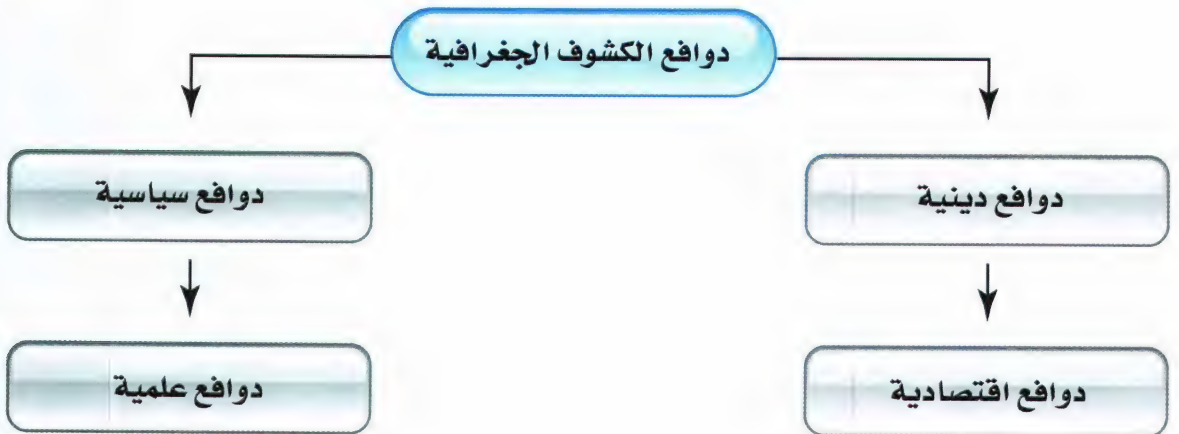 دوافع الكشوف الجغرافية
دوافع دينية
دوافع سياسية
دوافع اقتصادية
دوافع علمية